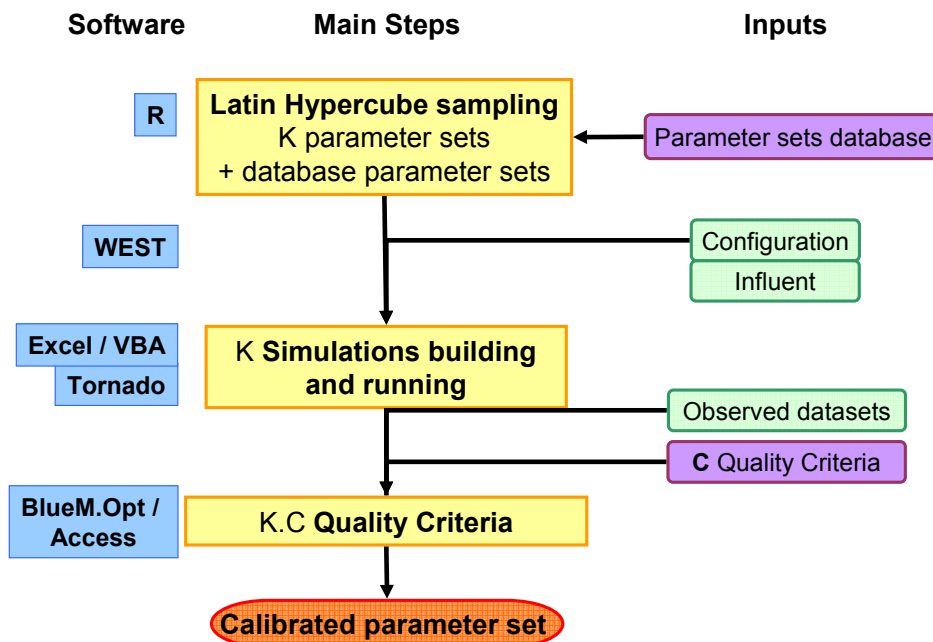 Software
Main Steps
Inputs
R
Latin Hypercube sampling
K parameter sets
+ database parameter sets
Parameter sets database
WEST
Configuration
Influent
Excel / VBA
Tornado
K Simulations building
and running
Observed datasets
C Quality Criteria
BlueM.Opt /
Access
K.C Quality Criteria
Calibrated parameter set